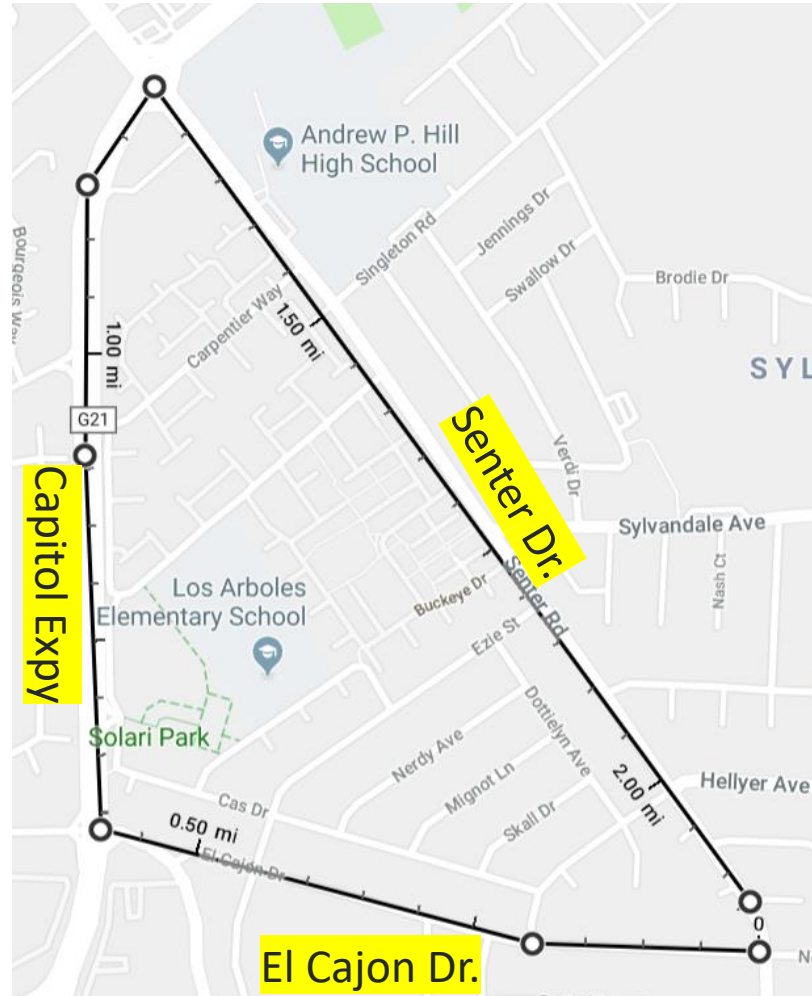 Andrew P. Hill
High School
Jennings Dr
Singleton Rd
Swallow Dr
Brodie Dr
Bourgeois Way
Carpentier Way
1.50 mi
1.00 mi
SYL
G21
Senter Dr.
Verdi Dr
Capitol Expy
Sylvandale Ave
Nash Ct
Senter Rd
Los Arboles
Elementary School
Buckeye Dr
Ezie St
Solari Park
Dottielyn Ave
Nerdy Ave
Mignot Ln
2.00 mi
Hellyer Ave
Cas Dr
Skall Dr
0.50 mi
El Cajon Dr
0
El Cajon Dr.